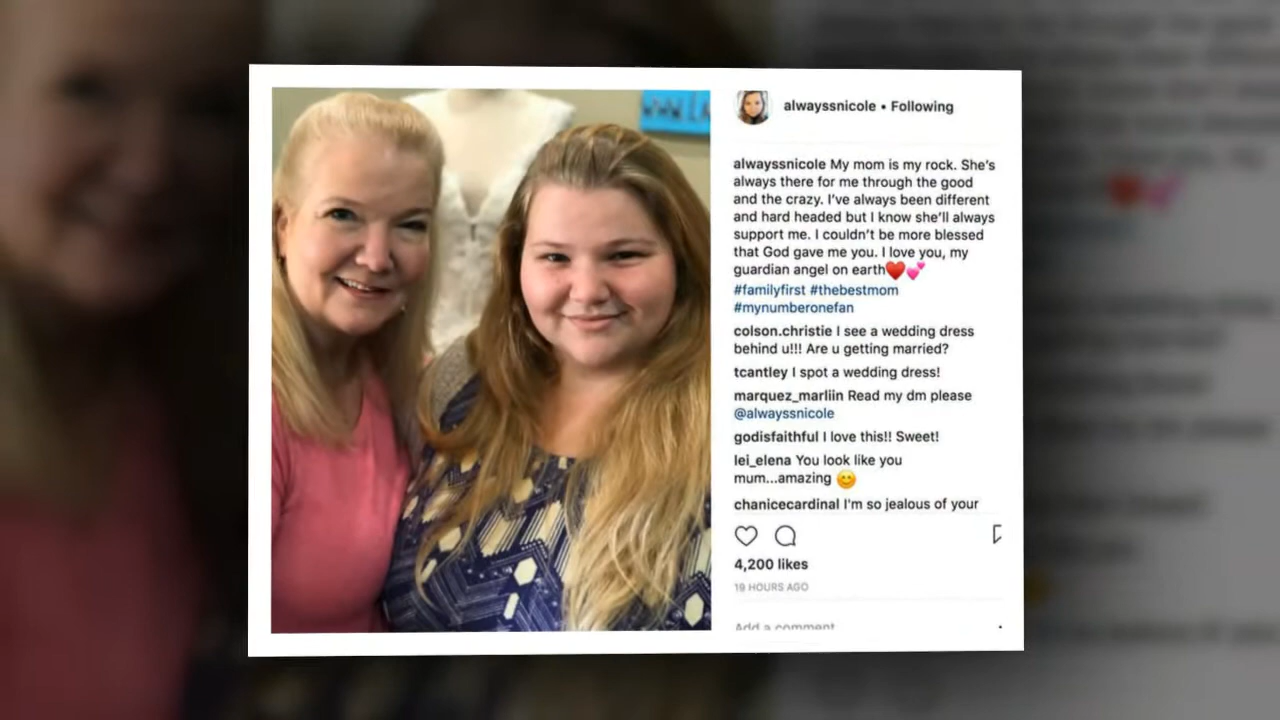 alwayssnicole • Following
alwayssnicole My mom is my rock. She's
always there for me through the good
and the crazy. I've always been different
and hard headed but I know she'll always
support me. I couldn't be more blessed
that God gave me you. I love you, my
guardian angel on earth❤️💕
#familyfirst #thebestmom
#mynumberonefan
colson.christie I see a wedding dress
behind u!!! Are u getting married?
tcantley I spot a wedding dress!
marquez_marliin Read my dm please
@alwayssnicole
godisfaithful I love this!! Sweet!
lei_elena You look like you
mum...amazing 😊
chanicecardinal I'm so jealous of your
4,200 likes
19 HOURS AGO
Add a comment